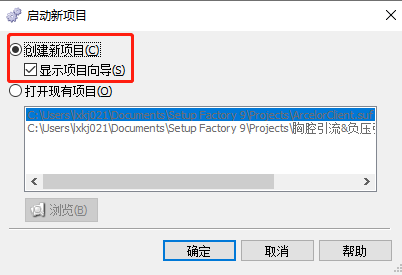 启动新项目
创建新项目(C)
显示项目向导(S)
打开现有项目(O)
C:\Users\lxkj021\Documents\Setup Factory 9\Projects\ArcelorClient.suf
C:\Users\lxkj021\Documents\Setup Factory 9\Projects\胸腔引流&负压
浏览(B)
确定
取消
帮助